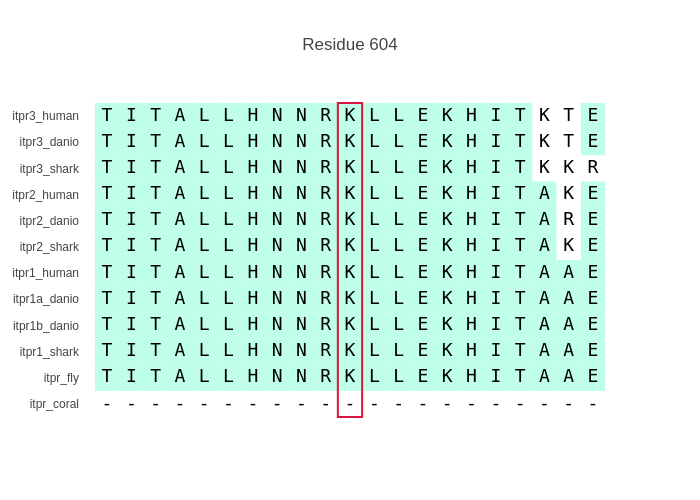 Residue 604
itpr3_human T I T A L L H N N R K L L E K H I T K T E
itpr3_danio T I T A L L H N N R K L L E K H I T K T E
itpr3_shark T I T A L L H N N R K L L E K H I T K K R
itpr2_human T I T A L L H N N R K L L E K H I T A K E
itpr2_danio T I T A L L H N N R K L L E K H I T A R E
itpr2_shark T I T A L L H N N R K L L E K H I T A K E
itpr1_human T I T A L L H N N R K L L E K H I T A A E
itpr1a_danio T I T A L L H N N R K L L E K H I T A A E
itpr1b_danio T I T A L L H N N R K L L E K H I T A A E
itpr1_shark T I T A L L H N N R K L L E K H I T A A E
itpr_fly T I T A L L H N N R K L L E K H I T A A E
itpr_coral - - - - - - - - - - - - - - - - - - - - -